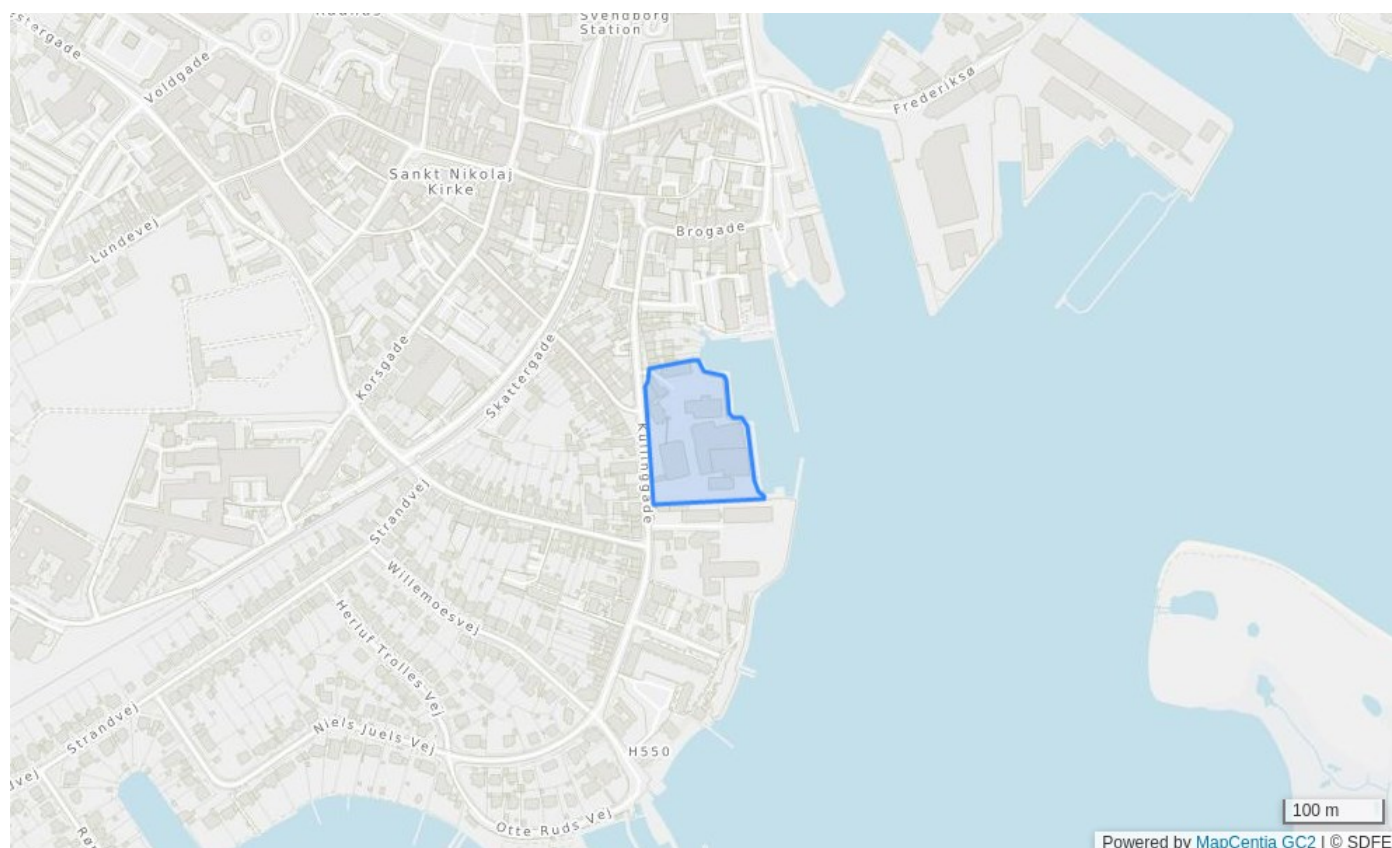 Svendborg
Station
Voldgade
Frederiksø
Sankt Nikolaj
Kirke
Brogade
Lundevej
Korsgade
Skattergade
Kullinggade
Strandvej
Willemoesvej
Herluf Trolles Vej
Strandvej
Niels Juels Vej
H550
Otte Ruds Vej
100 m
Powered by MapCentia GC2 | © SDFE